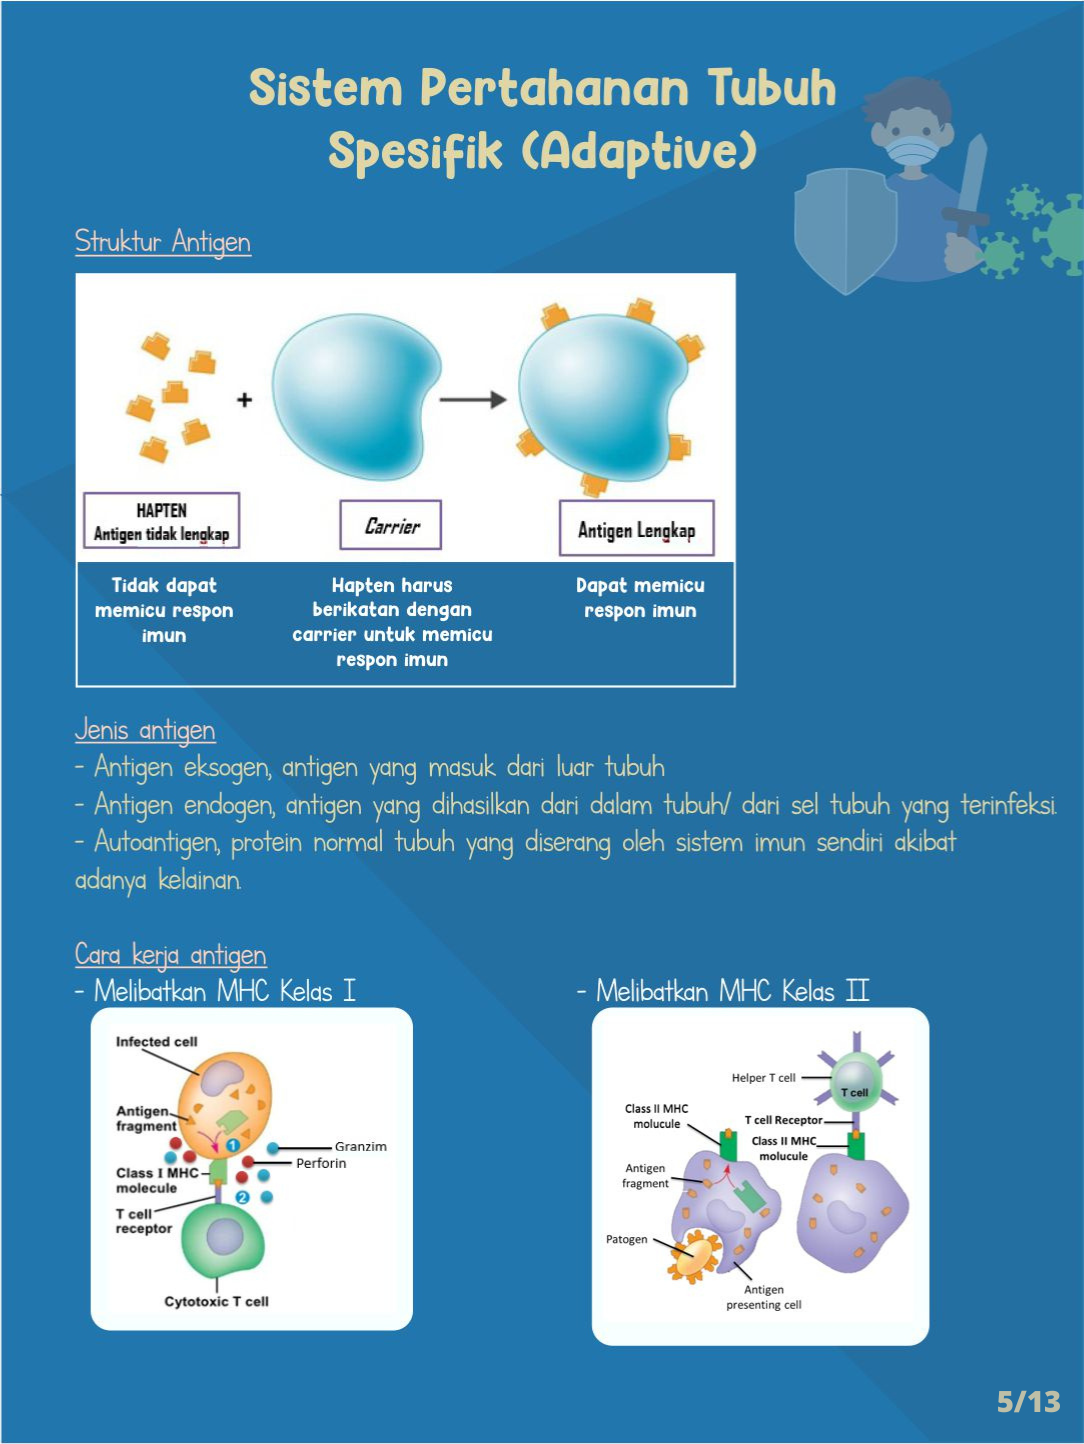 Sistem Pertahanan Tubuh
Spesifik (Adaptive)
Struktur Antigen
+
HAPTEN
Antigen tidak lengkap
Carrier
Antigen Lengkap
Tidak dapat
memicu respon
imun
Hapten harus
berikatan dengan
carrier untuk memicu
respon imun
Dapat memicu
respon imun
Jenis antigen
- Antigen eksogen, antigen yang masuk dari luar tubuh
- Antigen endogen, antigen yang dihasilkan dari dalam tubuh/ dari sel tubuh yang terinfeksi.
- Autoantigen, protein normal tubuh yang diserang oleh sistem imun sendiri akibat
adanya kelainan.
Cara kerja antigen
- Melibatkan MHC Kelas I
Infected cell
Antigen
fragment
1
Granzim
Perforin
Class I MHC
molecule
2
T cell
receptor
Cytotoxic T cell
- Melibatkan MHC Kelas II
Helper T cell
T cell
Class II MHC
molucule
T cell Receptor
Class II MHC
molucule
Antigen
fragment
Patogen
Antigen
presenting cell
5/13